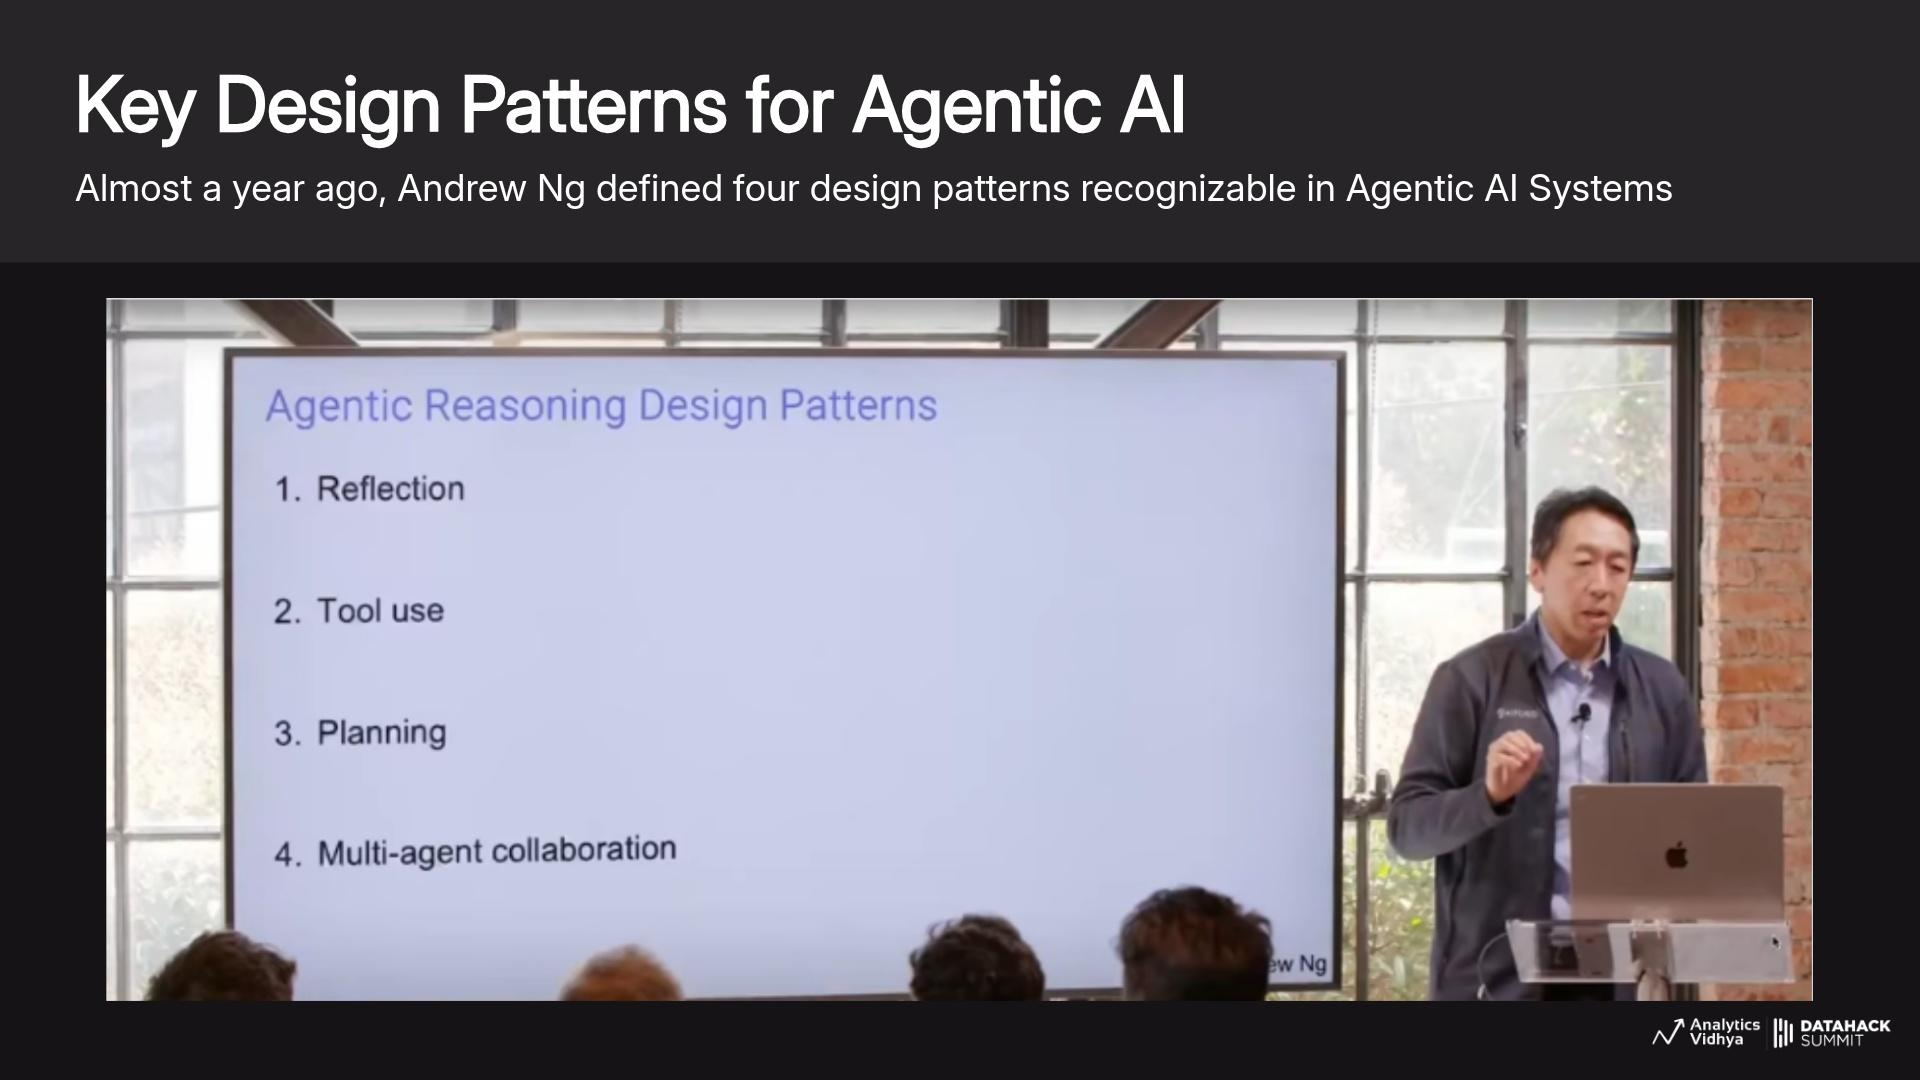 Key Design Patterns for Agentic AI
Almost a year ago, Andrew Ng defined four design patterns recognizable in Agentic AI Systems
Agentic Reasoning Design Patterns
1. Reflection
2. Tool use
3. Planning
4. Multi-agent collaboration
ew Ng
Analytics
Vidhya
DATAHACK
SUMMIT